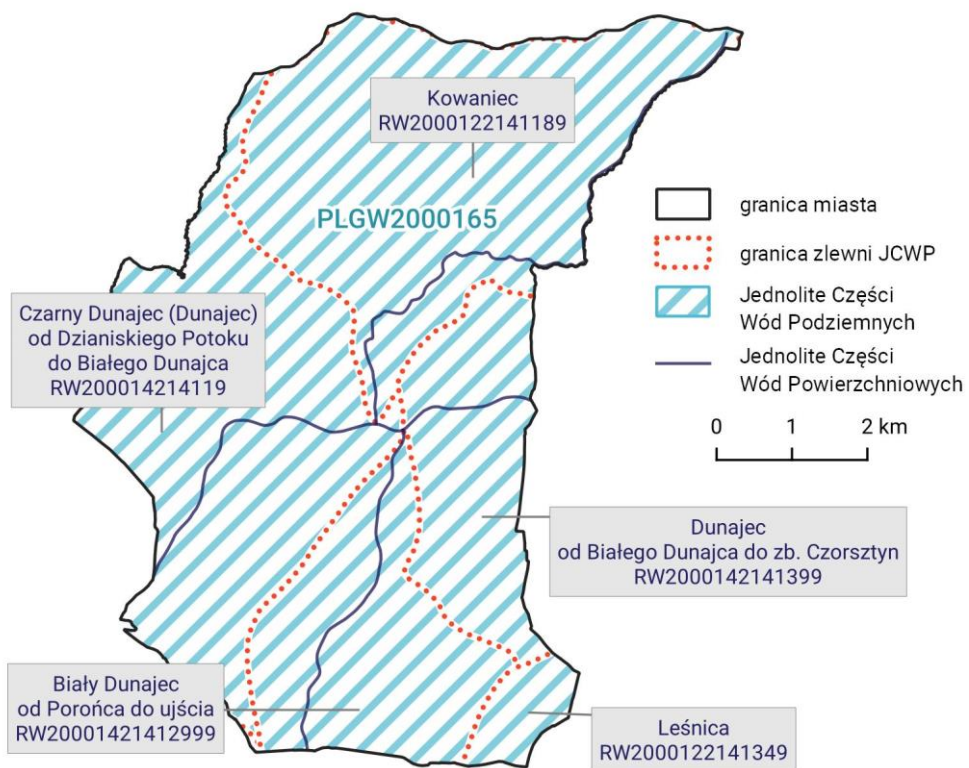 Kowaniec
RW2000122141189
PLGW2000165
granica miasta
granica zlewni JCWP
Jednolite Części
Wód Podziemnych
Jednolite Części
Wód Powierzchniowych
0 1 2 km
Czarny Dunajec (Dunajec)
od Dzianiskiego Potoku
do Białego Dunajca
RW200014214119
Dunajec
od Białego Dunajca do zb. Czorsztyn
RW2000142141399
Biały Dunajec
od Porońca do ujścia
RW20001421412999
Leśnica
RW2000122141349